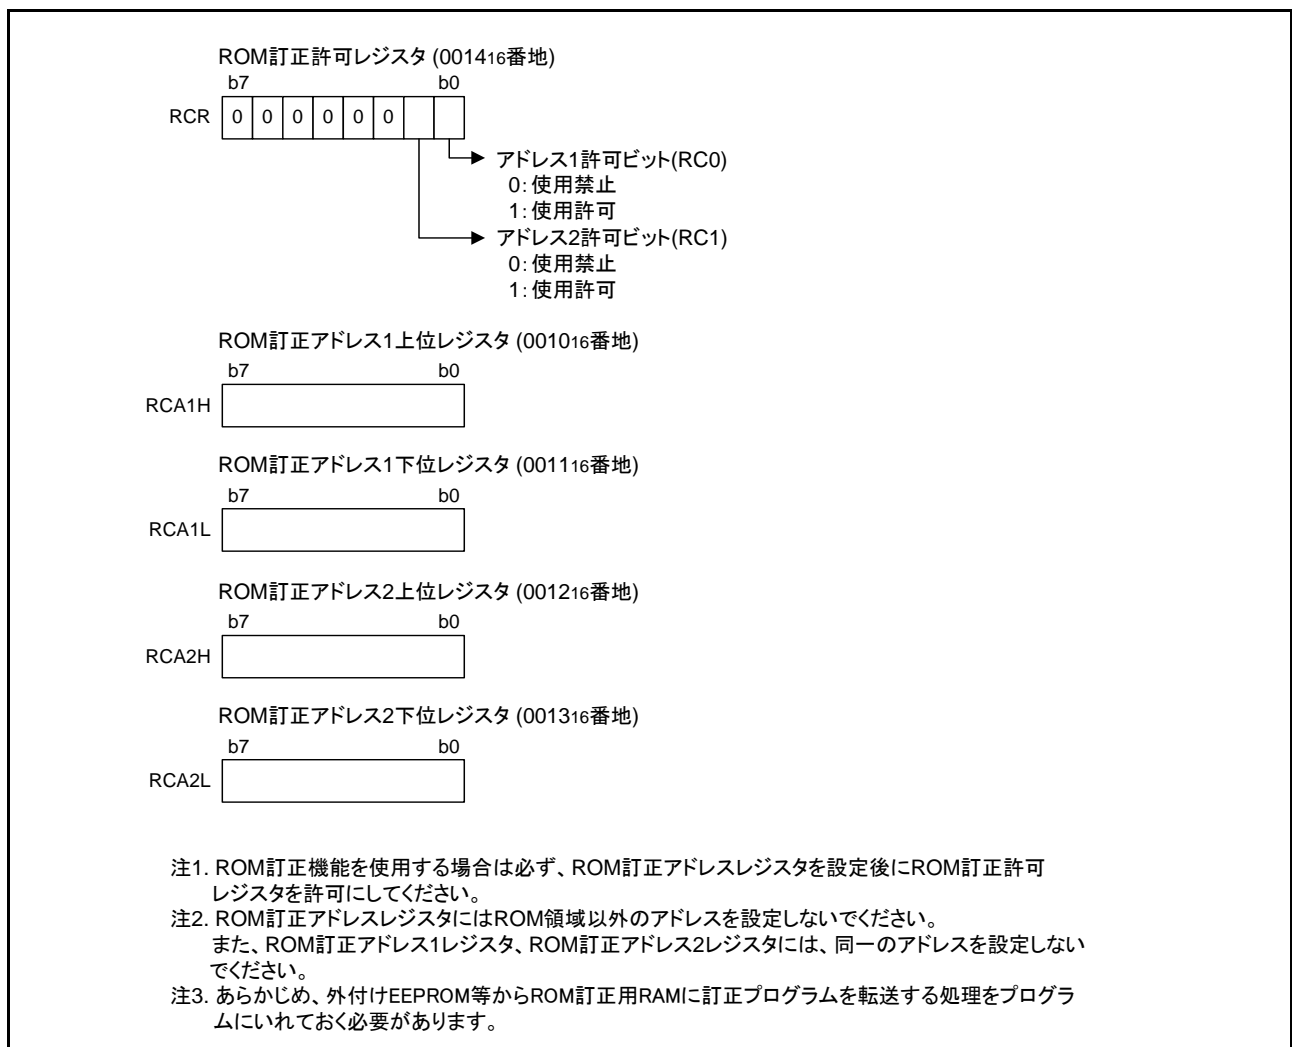 ROM訂正許可レジスタ (001416番地)
b7 b0
RCR 0 0 0 0 0 0
アドレス1許可ビット(RC0)
0:使用禁止
1:使用許可
アドレス2許可ビット(RC1)
0:使用禁止
1:使用許可
ROM訂正アドレス1上位レジスタ (001016番地)
b7 b0
RCA1H
ROM訂正アドレス1下位レジスタ (001116番地)
b7 b0
RCA1L
ROM訂正アドレス2上位レジスタ (001216番地)
b7 b0
RCA2H
ROM訂正アドレス2下位レジスタ (001316番地)
b7 b0
RCA2L
注1. ROM訂正機能を使用する場合は必ず、ROM訂正アドレスレジスタを設定後にROM訂正許可
レジスタを許可にしてください。
注2. ROM訂正アドレスレジスタにはROM領域以外のアドレスを設定しないでください。
また、ROM訂正アドレス1レジスタ、ROM訂正アドレス2レジスタには、同一のアドレスを設定しない
でください。
注3. あらかじめ、外付けEEPROM等からROM訂正用RAMに訂正プログラムを転送する処理をプログラ
ムにいれておく必要があります。